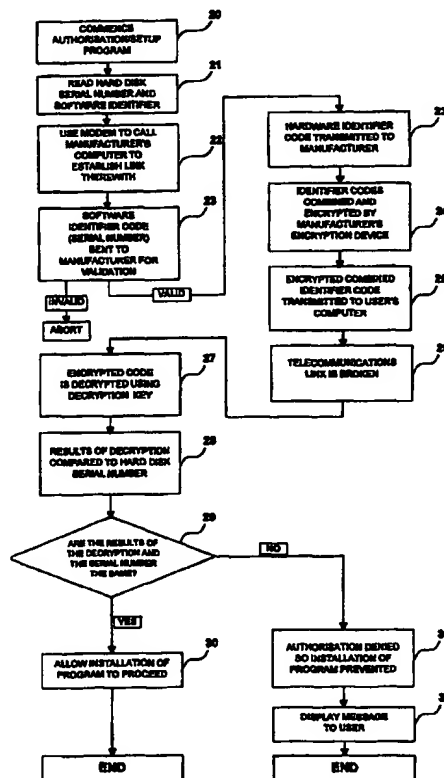 COMMENCE
AUTHORISATION/SETUP
PROGRAM
20
READ HARD DISK
SERIAL NUMBER AND
SOFTWARE IDENTIFIER
21
USE MODEM TO CALL
MANUFACTURER'S
COMPUTER TO
ESTABLISH LINK
THEREWITH
22
SOFTWARE
IDENTIFIER CODE
(SERIAL NUMBER)
SENT TO
MANUFACTURER FOR
VALIDATION
23
INVALID
VALID
ABORT
HARDWARE IDENTIFIER
CODE TRANSMITTED TO
MANUFACTURER
IDENTIFIER CODES
COMBINED AND
ENCRYPTED BY
MANUFACTURER'S
ENCRYPTION DEVICE
ENCRYPTED COMBINED
IDENTIFIER CODE
TRANSMITTED TO USER'S
COMPUTER
TELECOMMUNICATIONS
LINK IS BROKEN
ENCRYPTED CODE
IS DECRYPTED USING
DECRYPTION KEY
27
RESULTS OF DECRYPTION
COMPARED TO HARD DISK
SERIAL NUMBER
28
ARE THE RESULTS OF
THE DECRYPTION AND
THE SERIAL NUMBER
THE SAME?
29
NO
YES
ALLOW INSTALLATION OF
PROGRAM TO PROCEED
30
AUTHORISATION DENIED
SO INSTALLATION OF
PROGRAM PREVENTED
DISPLAY MESSAGE
TO USER
END
END